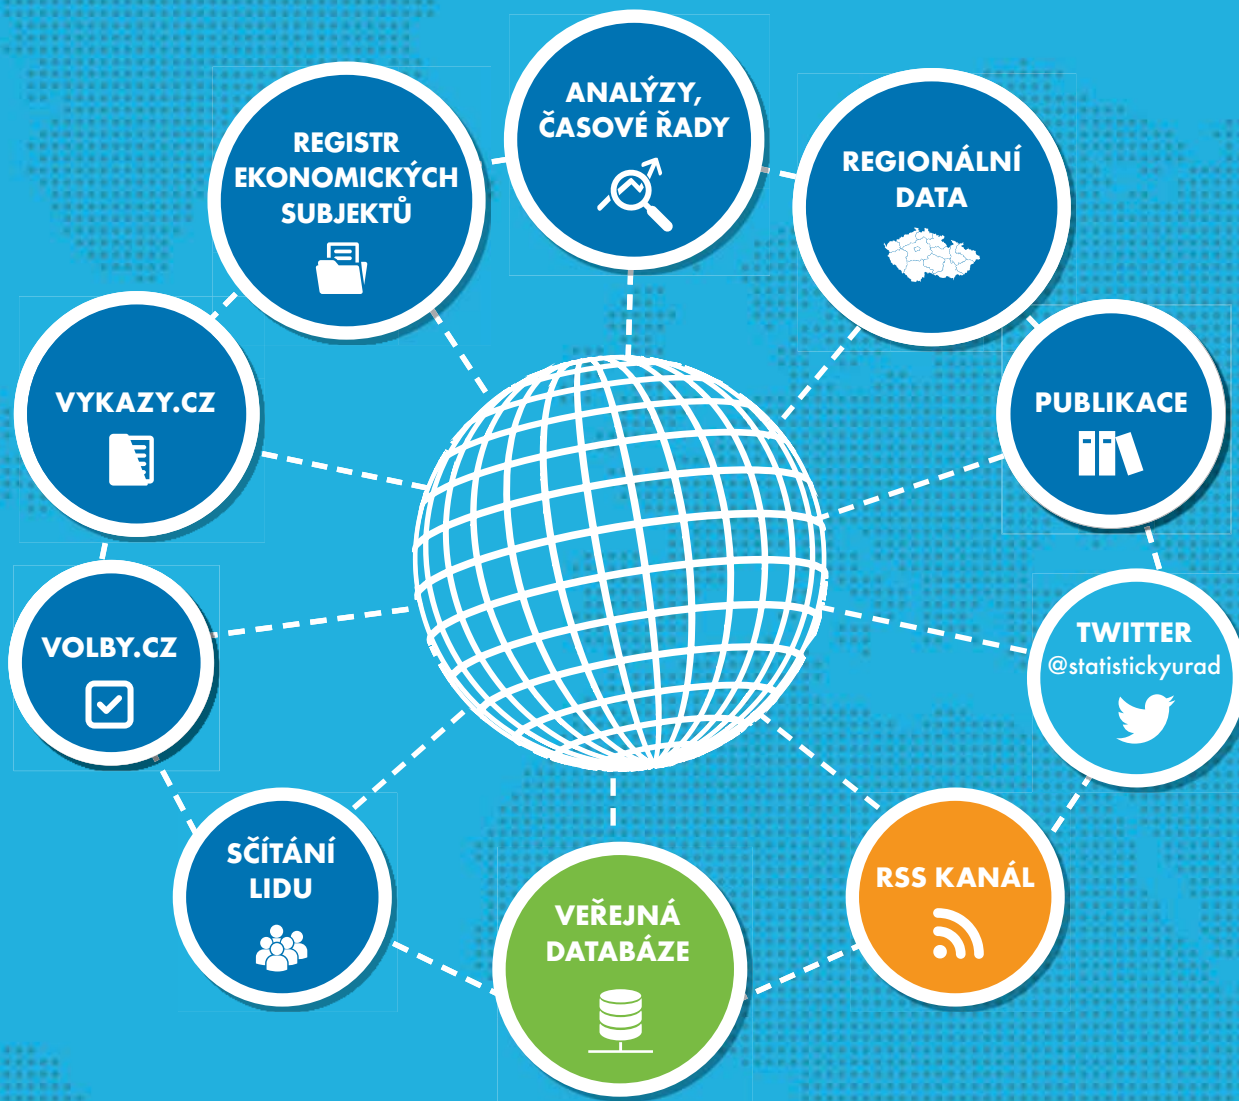 ANALÝZY,
ČASOVÉ ŘADY
REGISTR
EKONOMICKÝCH
SUBJEKTŮ
REGIONÁLNÍ
DATA
VYKAZY.CZ
PUBLIKACE
VOLBY.CZ
TWITTER
@statistickyurad
SČÍTÁNÍ
LIDU
RSS KANÁL
VEŘEJNÁ
DATABÁZE